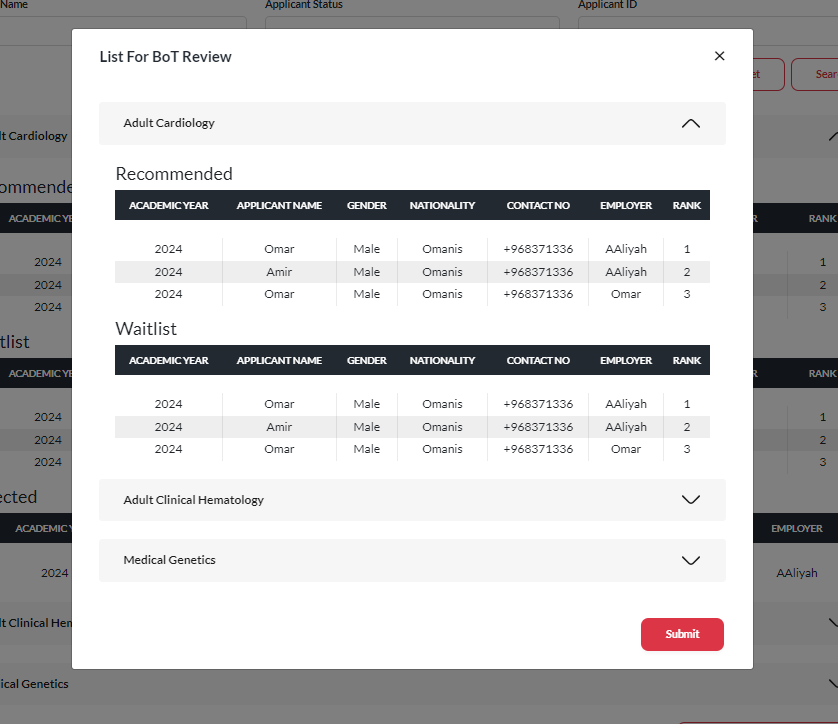 Name Applicant Status Applicant ID
List For BoT Review
Adult Cardiology
Recommended
ACADEMIC YEAR APPLICANT NAME GENDER NATIONALITY CONTACT NO EMPLOYER RANK
2024 Omar Male Omanis +968371336 AAliyah 1
2024 Amir Male Omanis +968371336 AAliyah 2
2024 Omar Male Omanis +968371336 Omar 3
Waitlist
ACADEMIC YEAR APPLICANT NAME GENDER NATIONALITY CONTACT NO EMPLOYER RANK
2024 Omar Male Omanis +968371336 AAliyah 1
2024 Amir Male Omanis +968371336 AAliyah 2
2024 Omar Male Omanis +968371336 Omar 3
Adult Clinical Hematology
Medical Genetics
Submit
et Sear
lt Cardiology
ommende
ACADEMIC YE R RANK
2024 1
2024 2
2024 3
tlist
ACADEMIC YE R RANK
2024 1
2024 2
2024 3
ected
ACADEMIC Y EMPLOYER
2024 AAliyah
lt Clinical Hem
ical Genetics